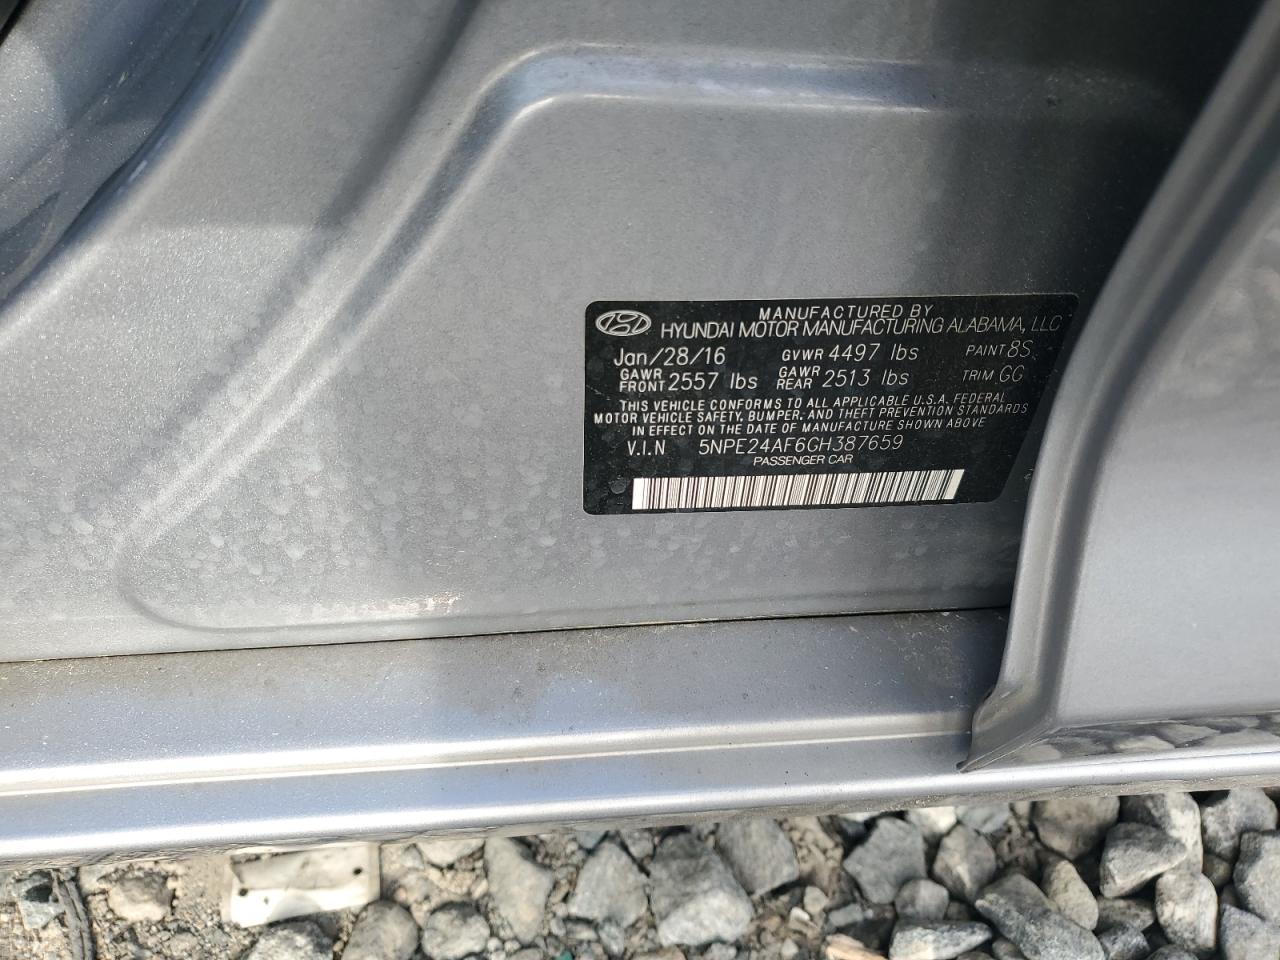 MANUFACTURED BY
HYUNDAI MOTOR MANUFACTURING ALABAMA, LLC
Jan/28/16 GVWR 4497 lbs PAINT 8S
GAWR FRONT 2557 lbs GAWR REAR 2513 lbs TRIM GG
THIS VEHICLE CONFORMS TO ALL APPLICABLE U.S.A. FEDERAL
MOTOR VEHICLE SAFETY, BUMPER, AND THEFT PREVENTION STANDARDS
IN EFFECT ON THE DATE OF MANUFACTURE SHOWN ABOVE
V.I.N 5NPE24AF6GH387659
PASSENGER CAR